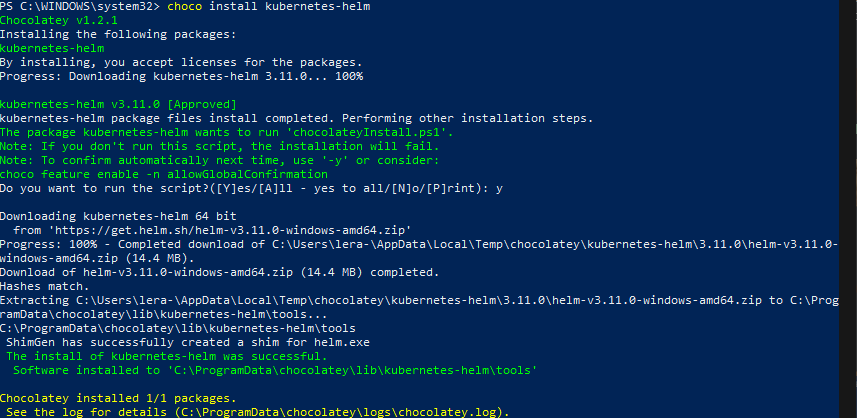 PS C:\WINDOWS\system32> choco install kubernetes-helm
Chocolatey v1.2.1
Installing the following packages:
kubernetes-helm
By installing, you accept licenses for the packages.
Progress: Downloading kubernetes-helm 3.11.0... 100%
kubernetes-helm v3.11.0 [Approved]
kubernetes-helm package files install completed. Performing other installation steps.
The package kubernetes-helm wants to run 'chocolateyInstall.ps1'.
Note: If you don't run this script, the installation will fail.
Note: To confirm automatically next time, use '-y' or consider:
choco feature enable -n allowGlobalConfirmation
Do you want to run the script?([Y]es/[A]ll - yes to all/[N]o/[P]rint): y
Downloading kubernetes-helm 64 bit
  from 'https://get.helm.sh/helm-v3.11.0-windows-amd64.zip'
Progress: 100% - Completed download of C:\Users\lera-\AppData\Local\Temp\chocolatey\kubernetes-helm\3.11.0\helm-v3.11.0-
windows-amd64.zip (14.4 MB).
Download of helm-v3.11.0-windows-amd64.zip (14.4 MB) completed.
Hashes match.
Extracting C:\Users\lera-\AppData\Local\Temp\chocolatey\kubernetes-helm\3.11.0\helm-v3.11.0-windows-amd64.zip to C:\Prog
ramData\chocolatey\lib\kubernetes-helm\tools...
C:\ProgramData\chocolatey\lib\kubernetes-helm\tools
 ShimGen has successfully created a shim for helm.exe
 The install of kubernetes-helm was successful.
  Software installed to 'C:\ProgramData\chocolatey\lib\kubernetes-helm\tools'
Chocolatey installed 1/1 packages.
 See the log for details (C:\ProgramData\chocolatey\logs\chocolatey.log).